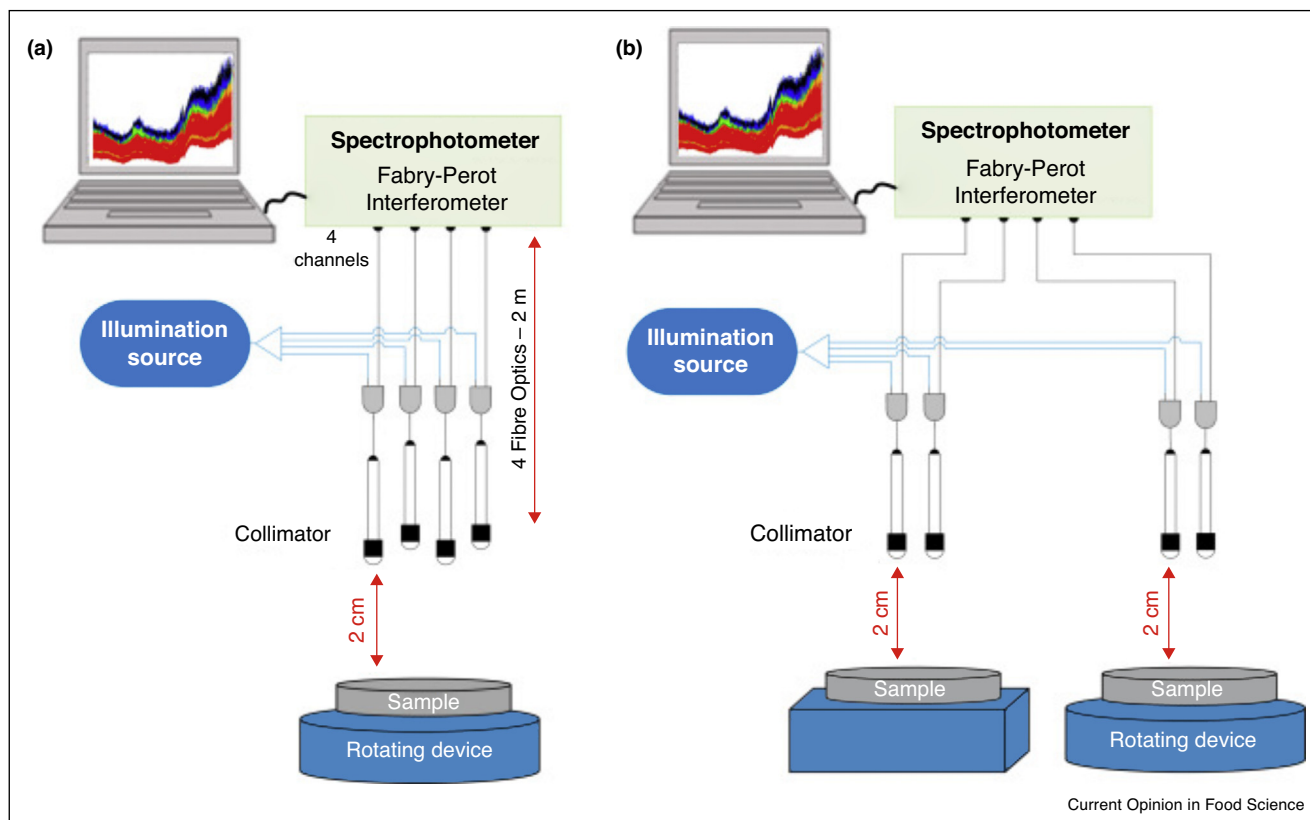 (a)
Spectrophotometer
Fabry-Perot
Interferometer
4
channels
Illumination
source
4 Fibre Optics – 2 m
Collimator
2 cm
Sample
Rotating device
(b)
Spectrophotometer
Fabry-Perot
Interferometer
Illumination
source
Collimator
2 cm
2 cm
Sample
Sample
Rotating device
Current Opinion in Food Science